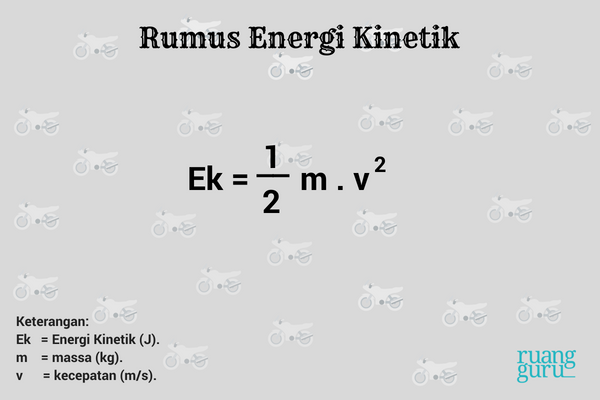 Rumus Energi Kinetik
Ek = 1/2 m . v²
Keterangan:
Ek = Energi Kinetik (J).
m = massa (kg).
v = kecepatan (m/s).
ruang
guru